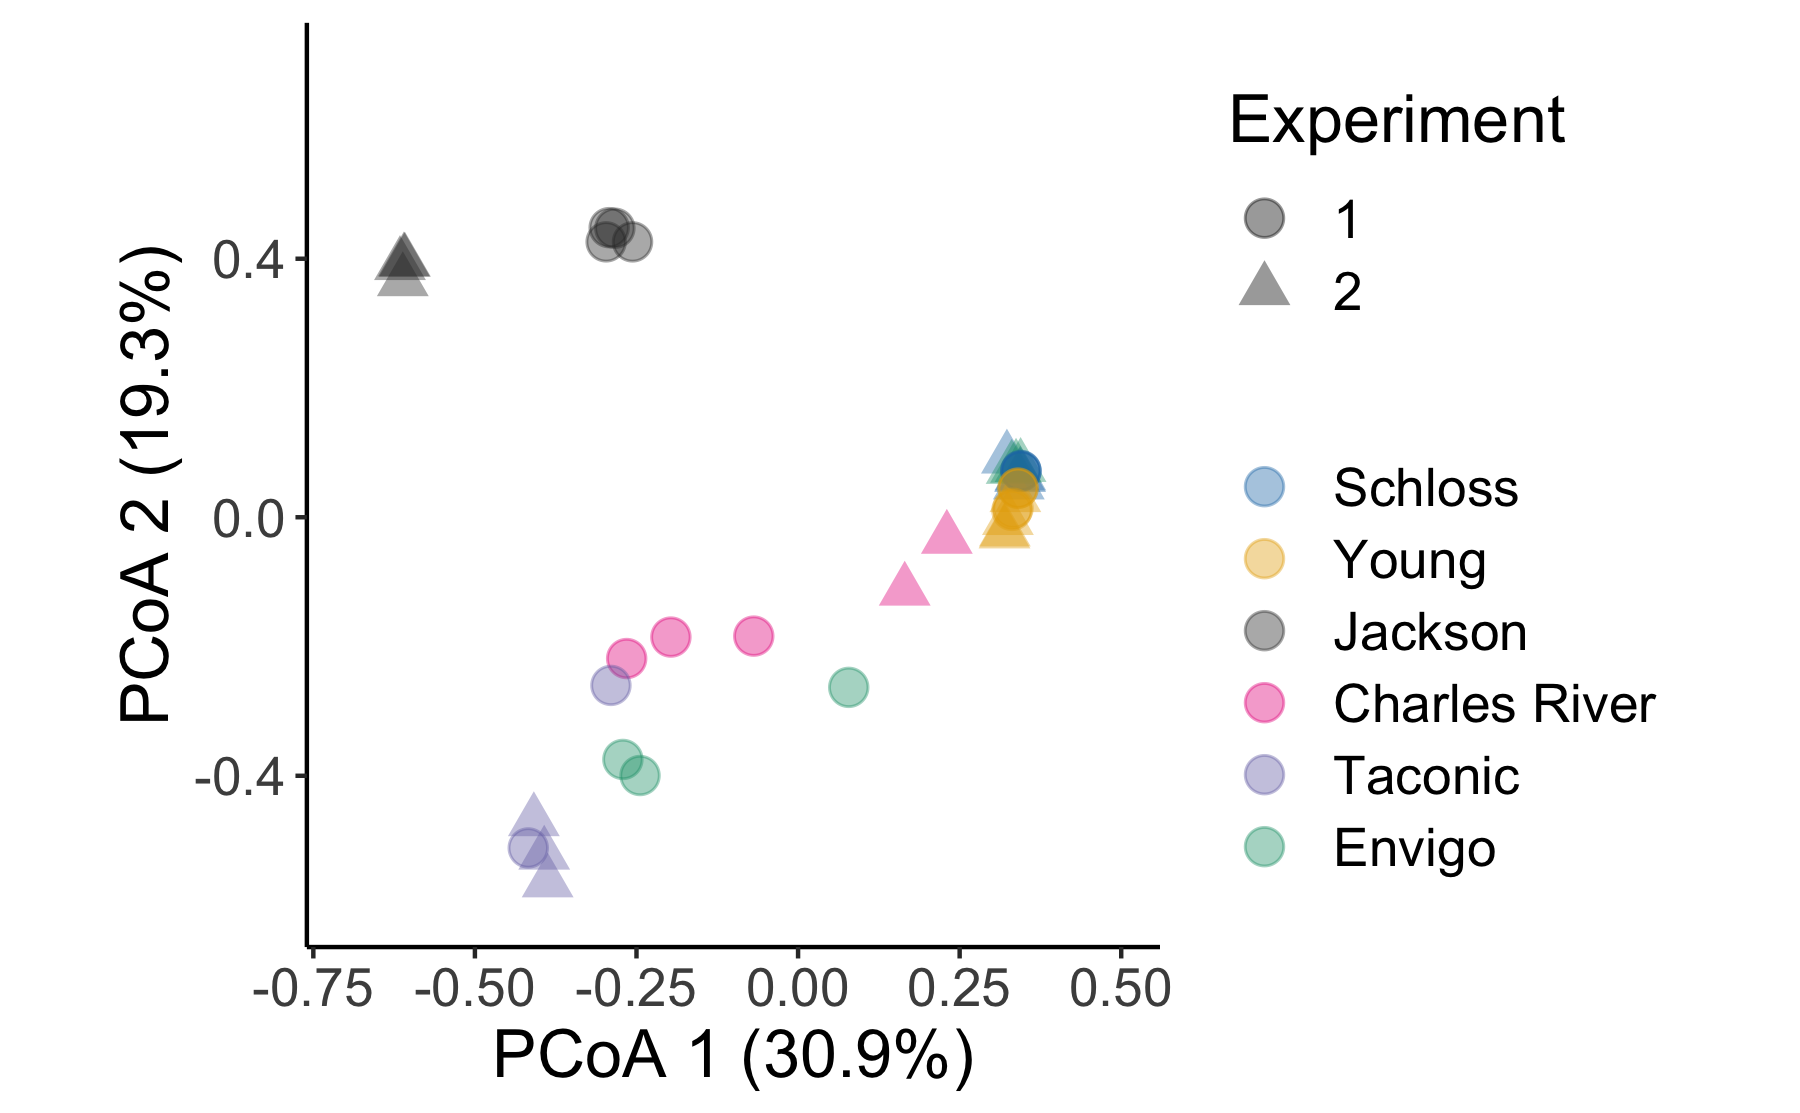 Experiment
1
2
Schloss
Young
Jackson
Charles River
Taconic
Envigo
PCoA 2 (19.3%)
0.4
0.0
-0.4
-0.75 -0.50 -0.25 0.00 0.25 0.50
PCoA 1 (30.9%)